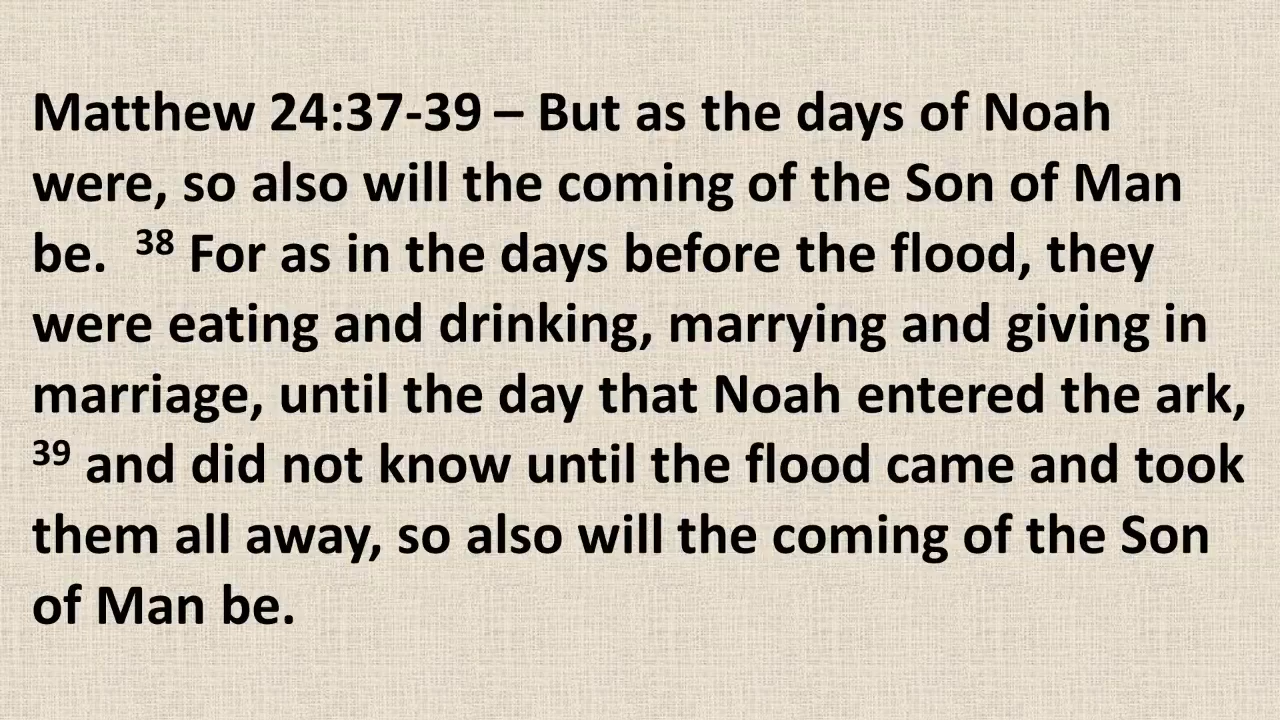 Matthew 24:37-39 – But as the days of Noah
were, so also will the coming of the Son of Man
be.  ³⁸ For as in the days before the flood, they
were eating and drinking, marrying and giving in
marriage, until the day that Noah entered the ark,
³⁹ and did not know until the flood came and took
them all away, so also will the coming of the Son
of Man be.